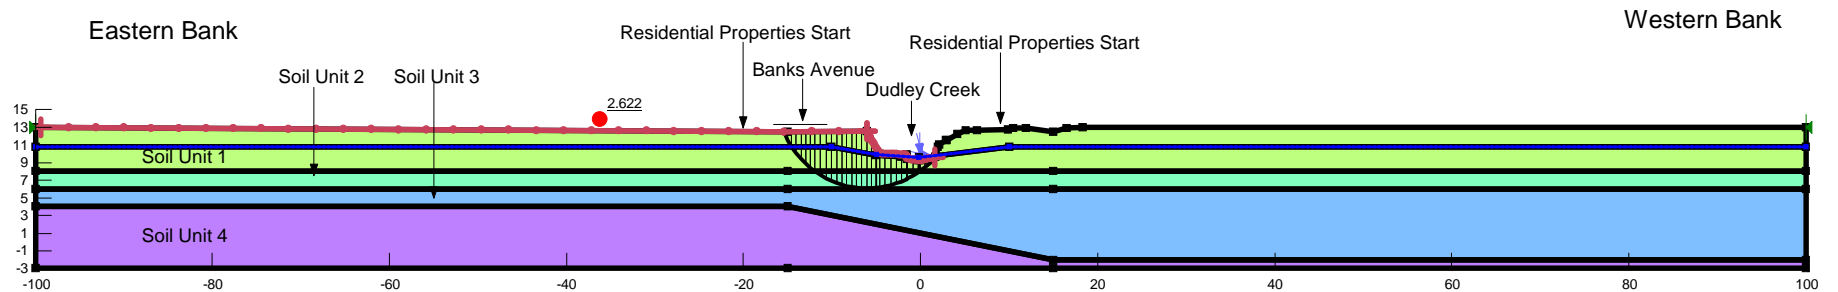 Eastern Bank
Western Bank
Residential Properties Start
Residential Properties Start
Soil Unit 2
Soil Unit 3
Banks Avenue
Dudley Creek
2.622
15
13
11
9
7
5
3
1
-1
-3
Soil Unit 1
Soil Unit 4
-100
-80
-60
-40
-20
0
20
40
60
80
100